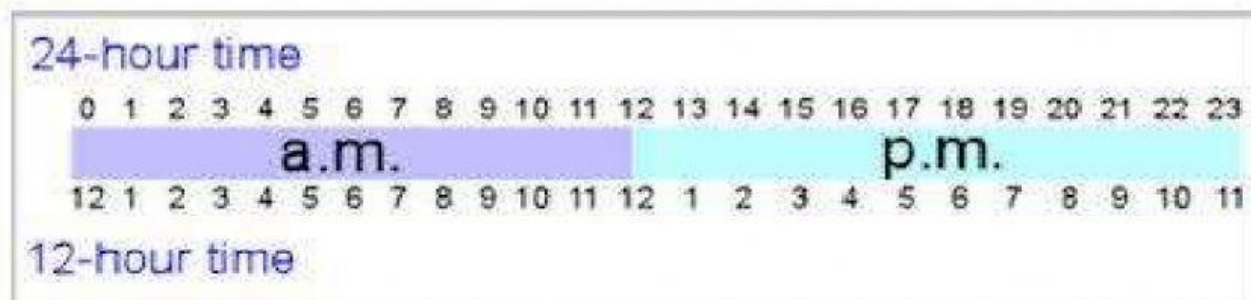 24-hour time
0 1 2 3 4 5 6 7 8 9 10 11 12 13 14 15 16 17 18 19 20 21 22 23
a.m. p.m.
12 1 2 3 4 5 6 7 8 9 10 11 12 1 2 3 4 5 6 7 8 9 10 11
12-hour time